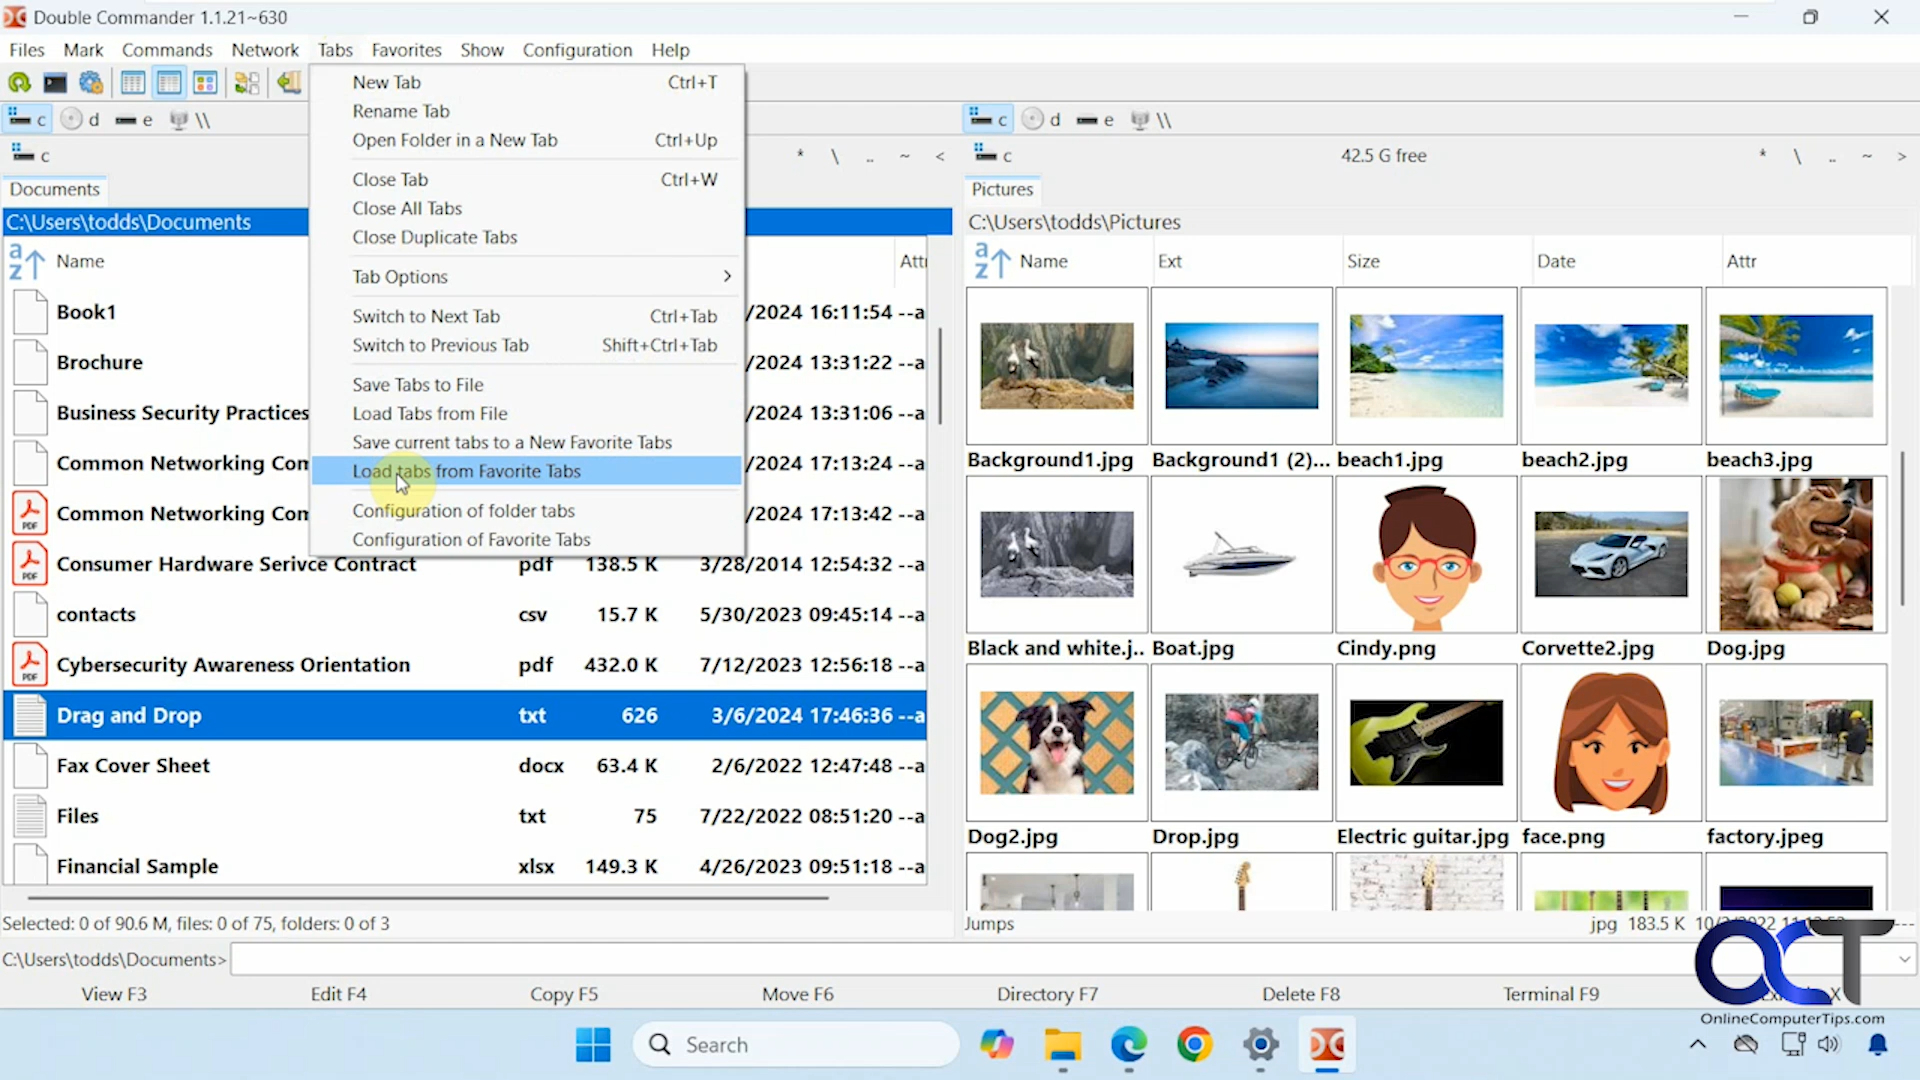 Double Commander 1.1.21~630
Files Mark Commands Network Tabs Favorites Show Configuration Help
c d e \\
c * \ .. ~ <
Documents
C:\Users\todds\Documents
Name Attr
Book1 /2024 16:11:54 --a
Brochure /2024 13:31:22 --a
Business Security Practices /2024 13:31:06 --a
Common Networking Com /2024 17:13:24 --a
Common Networking Com /2024 17:13:42 --a
Consumer Hardware Serivce Contract pdf 138.5 K 3/28/2014 12:54:32 --a
contacts csv 15.7 K 5/30/2023 09:45:14 --a
Cybersecurity Awareness Orientation pdf 432.0 K 7/12/2023 12:56:18 --a
Drag and Drop txt 626 3/6/2024 17:46:36 --a
Fax Cover Sheet docx 63.4 K 2/6/2022 12:47:48 --a
Files txt 75 7/22/2022 08:51:20 --a
Financial Sample xlsx 149.3 K 4/26/2023 09:51:18 --a
Selected: 0 of 90.6 M, files: 0 of 75, folders: 0 of 3
New Tab Ctrl+T
Rename Tab
Open Folder in a New Tab Ctrl+Up
Close Tab Ctrl+W
Close All Tabs
Close Duplicate Tabs
Tab Options
Switch to Next Tab Ctrl+Tab
Switch to Previous Tab Shift+Ctrl+Tab
Save Tabs to File
Load Tabs from File
Save current tabs to a New Favorite Tabs
Load tabs from Favorite Tabs
Configuration of folder tabs
Configuration of Favorite Tabs
c d e \\
c 42.5 G free * \ .. ~ >
Pictures
C:\Users\todds\Pictures
Name Ext Size Date Attr
Background1.jpg Background1 (2)... beach1.jpg beach2.jpg beach3.jpg
Black and white.j.. Boat.jpg Cindy.png Corvette2.jpg Dog.jpg
Dog2.jpg Drop.jpg Electric guitar.jpg face.png factory.jpeg
Jumps jpg 183.5 K
C:\Users\todds\Documents>
View F3 Edit F4 Copy F5 Move F6 Directory F7 Delete F8 Terminal F9
OCT
OnlineComputerTips.com
Search